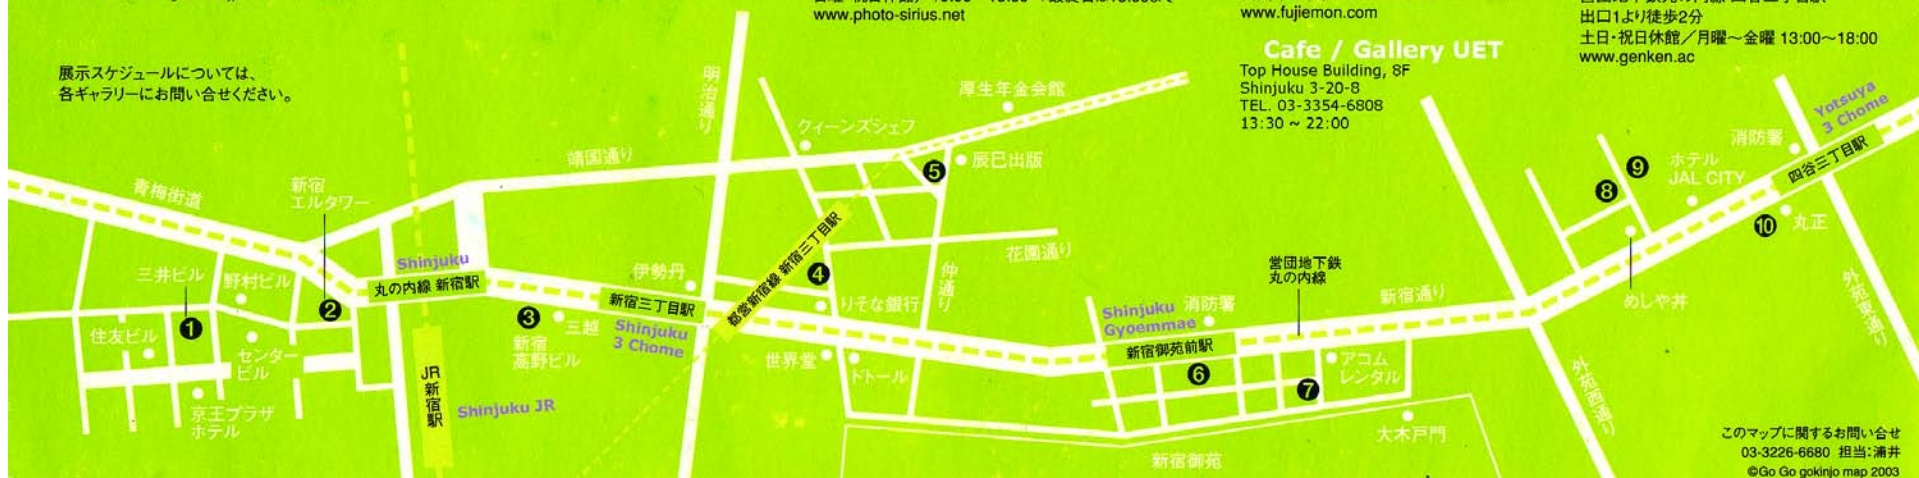 www.photo-sirius.net
www.fujiemon.com
出口1より徒歩2分
土日・祝日休館／月曜～金曜 13:00～18:00
www.genken.ac
Cafe / Gallery UET
Top House Building, 8F
Shinjuku 3-20-8
TEL. 03-3354-6808
13:30 ~ 22:00
展示スケジュールについては、
各ギャラリーにお問い合せください。
明治通り
厚生年金会館
クィーンズシェフ
靖国通り
5
辰巳出版
青梅街道
新宿
エルタワー
Yotsuya
3 Chome
消防署
四谷三丁目駅
ホテル
JAL CITY
9
8
10
丸正
三井ビル
野村ビル
Shinjuku
丸の内線 新宿駅
伊勢丹
新宿三丁目駅
都営新宿線 新宿三丁目駅
4
りそな銀行
仲通り
花園通り
営団地下鉄
丸の内線
新宿通り
めしや丼
外苑東通り
住友ビル
1
2
センター
ビル
3
三越
新宿
高野ビル
Shinjuku
3 Chome
世界堂
ドトール
Shinjuku
Gyoemmae
消防署
新宿御苑前駅
6
7
アコム
レンタル
外苑西通り
京王プラザ
ホテル
JR新宿駅
Shinjuku JR
新宿御苑
大木戸門
このマップに関するお問い合せ
03-3226-6680 担当:浦井
©Go Go gokinjo map 2003